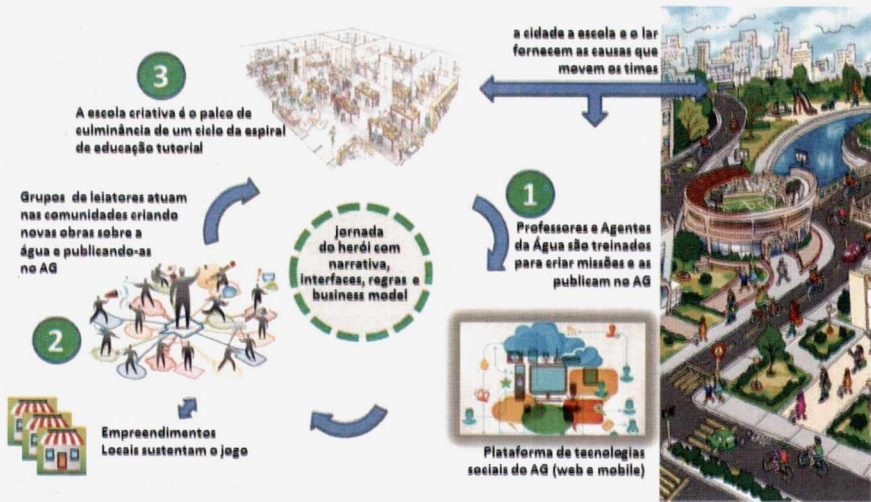 a cidade a escola e o lar
fornecem as causas que
movem os times
3
A escola criativa é o palco de
culminância de um ciclo da espiral
de educação tutorial
1
Professores e Agentes
da Água são treinados
para criar missões e as
publicam no AG
Grupos de leiatores atuam
nas comunidades criando
novas obras sobre a
água e publicando-as
no AG
Jornada
do herói com
narrativa,
interfaces, regras e
business model
2
Empreendimentos
Locais sustentam o jogo
Plataforma de tecnologias
sociais do AG (web e mobile)